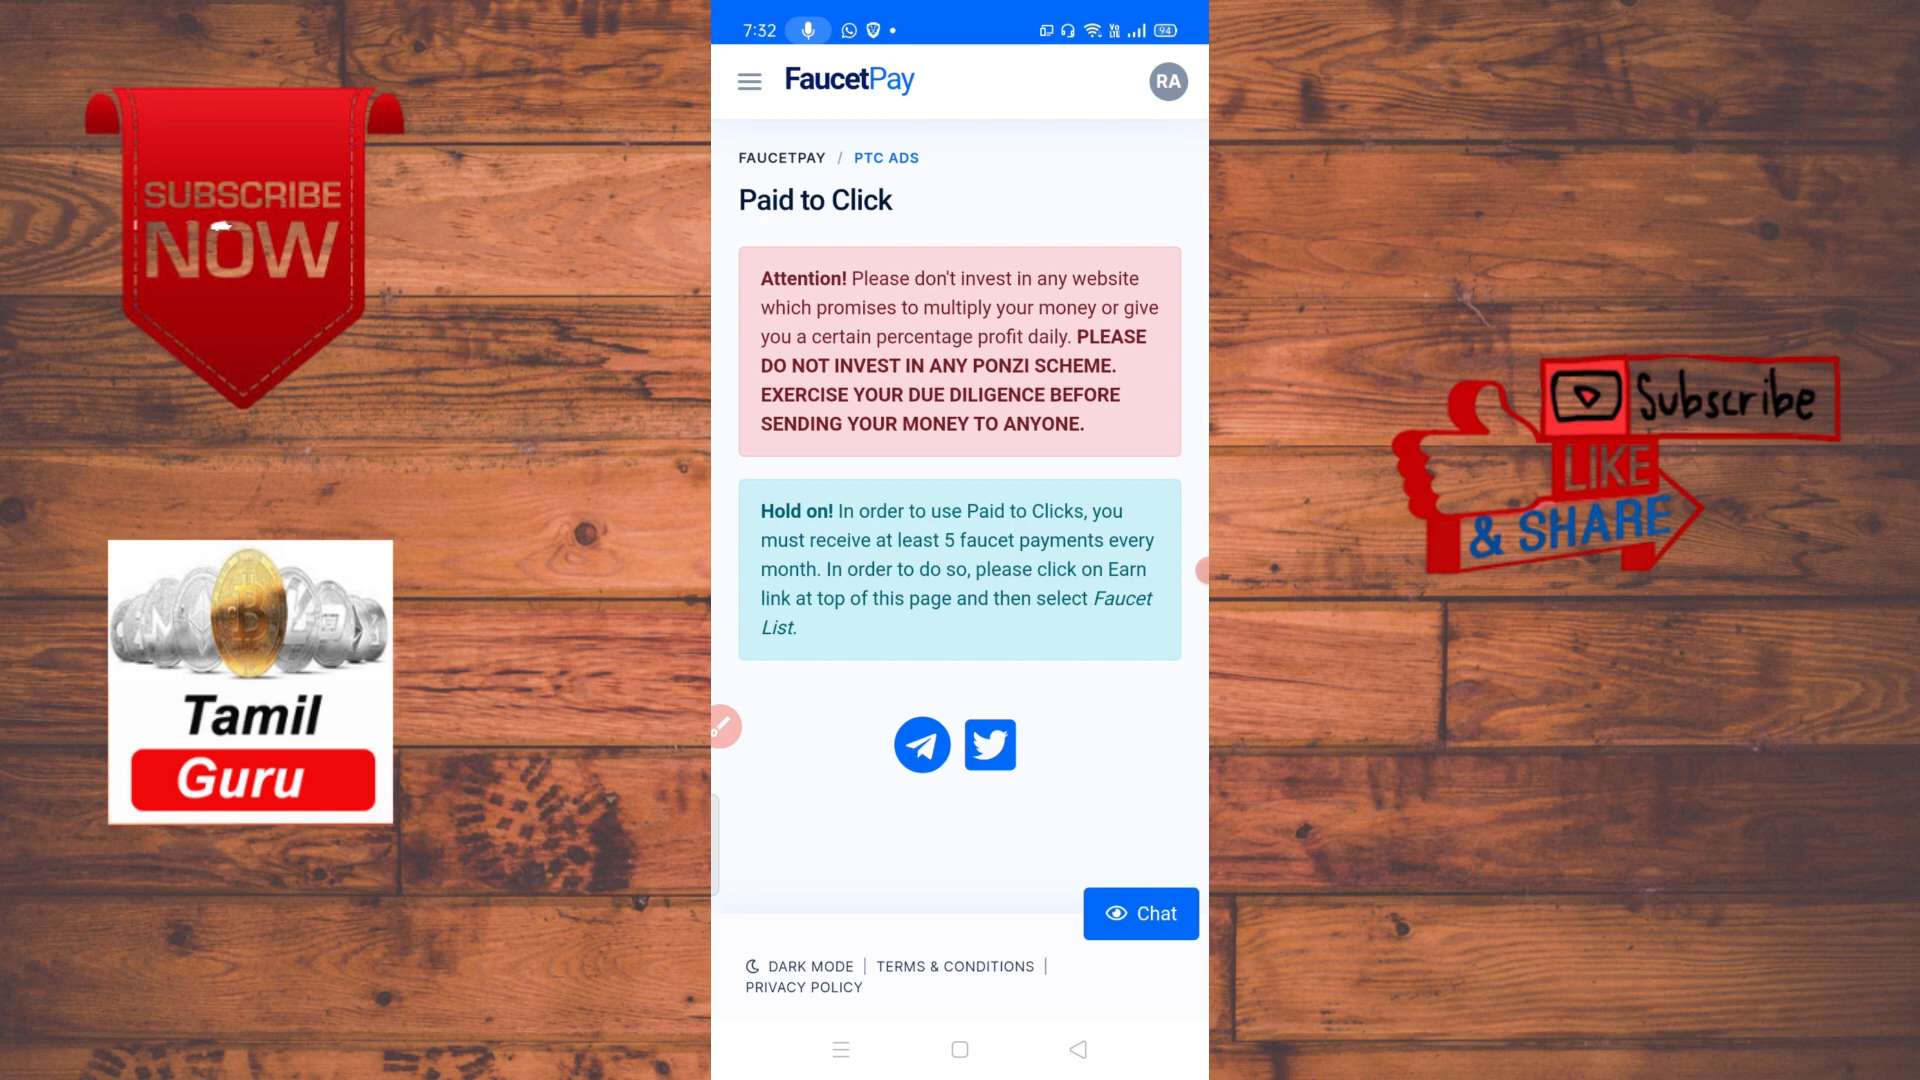 SUBSCRIBE
NOW
Tamil
Guru
7:32
94
FaucetPay
RA
FAUCETPAY / PTC ADS
Paid to Click
Attention! Please don't invest in any website
which promises to multiply your money or give
you a certain percentage profit daily. PLEASE
DO NOT INVEST IN ANY PONZI SCHEME.
EXERCISE YOUR DUE DILIGENCE BEFORE
SENDING YOUR MONEY TO ANYONE.
Hold on! In order to use Paid to Clicks, you
must receive at least 5 faucet payments every
month. In order to do so, please click on Earn
link at top of this page and then select Faucet
List.
Chat
DARK MODE | TERMS & CONDITIONS |
PRIVACY POLICY
Subscribe
LIKE
& SHARE